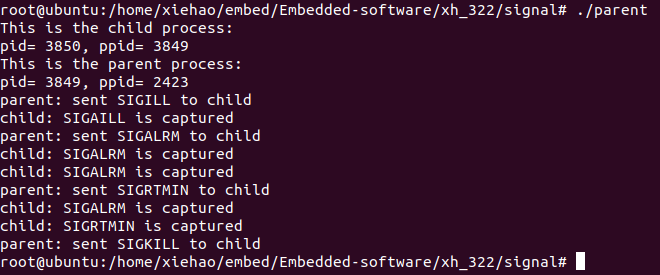 root@ubuntu:/home/xiehao/embed/Embedded-software/xh_322/signal# ./parent
This is the child process:
pid= 3850, ppid= 3849
This is the parent process:
pid= 3849, ppid= 2423
parent: sent SIGILL to child
child: SIGAILL is captured
parent: sent SIGALRM to child
child: SIGALRM is captured
child: SIGALRM is captured
parent: sent SIGRTMIN to child
child: SIGALRM is captured
child: SIGRTMIN is captured
parent: sent SIGKILL to child
root@ubuntu:/home/xiehao/embed/Embedded-software/xh_322/signal#